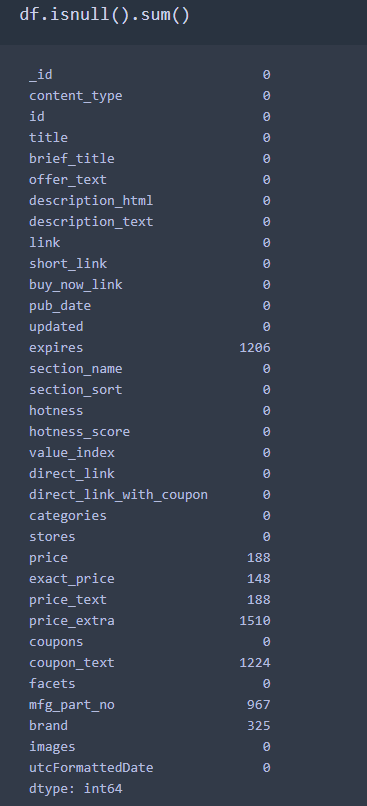 df.isnull().sum()
_id 0
content_type 0
id 0
title 0
brief_title 0
offer_text 0
description_html 0
description_text 0
link 0
short_link 0
buy_now_link 0
pub_date 0
updated 0
expires 1206
section_name 0
section_sort 0
hotness 0
hotness_score 0
value_index 0
direct_link 0
direct_link_with_coupon 0
categories 0
stores 0
price 188
exact_price 148
price_text 188
price_extra 1510
coupons 0
coupon_text 1224
facets 0
mfg_part_no 967
brand 325
images 0
utcFormattedDate 0
dtype: int64